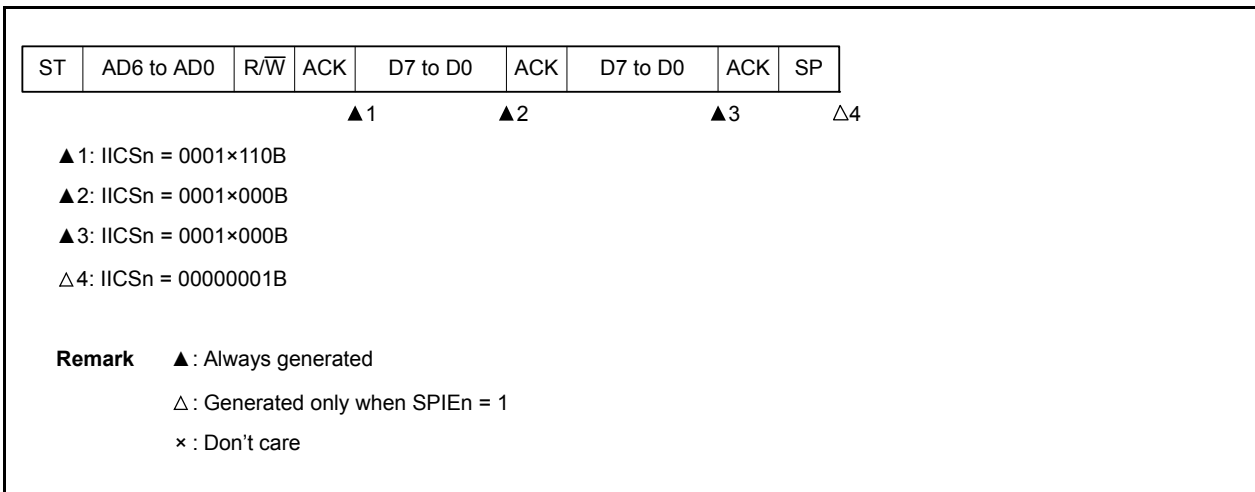 ST AD6 to AD0 R/W̅ ACK D7 to D0 ACK D7 to D0 ACK SP
▲1 ▲2 ▲3 △4
▲1: IICSn = 0001×110B
▲2: IICSn = 0001×000B
▲3: IICSn = 0001×000B
△4: IICSn = 00000001B
Remark ▲: Always generated
△: Generated only when SPIEn = 1
×: Don't care